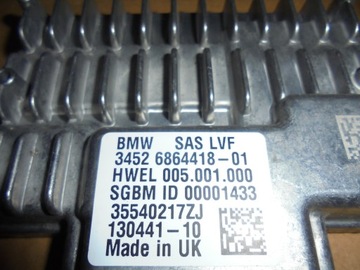 BMW SAS LVF
3452 6864418-01
HWEL 005.001.000
SGBM ID 00001433
35540217ZJ
130441-10
Made in UK